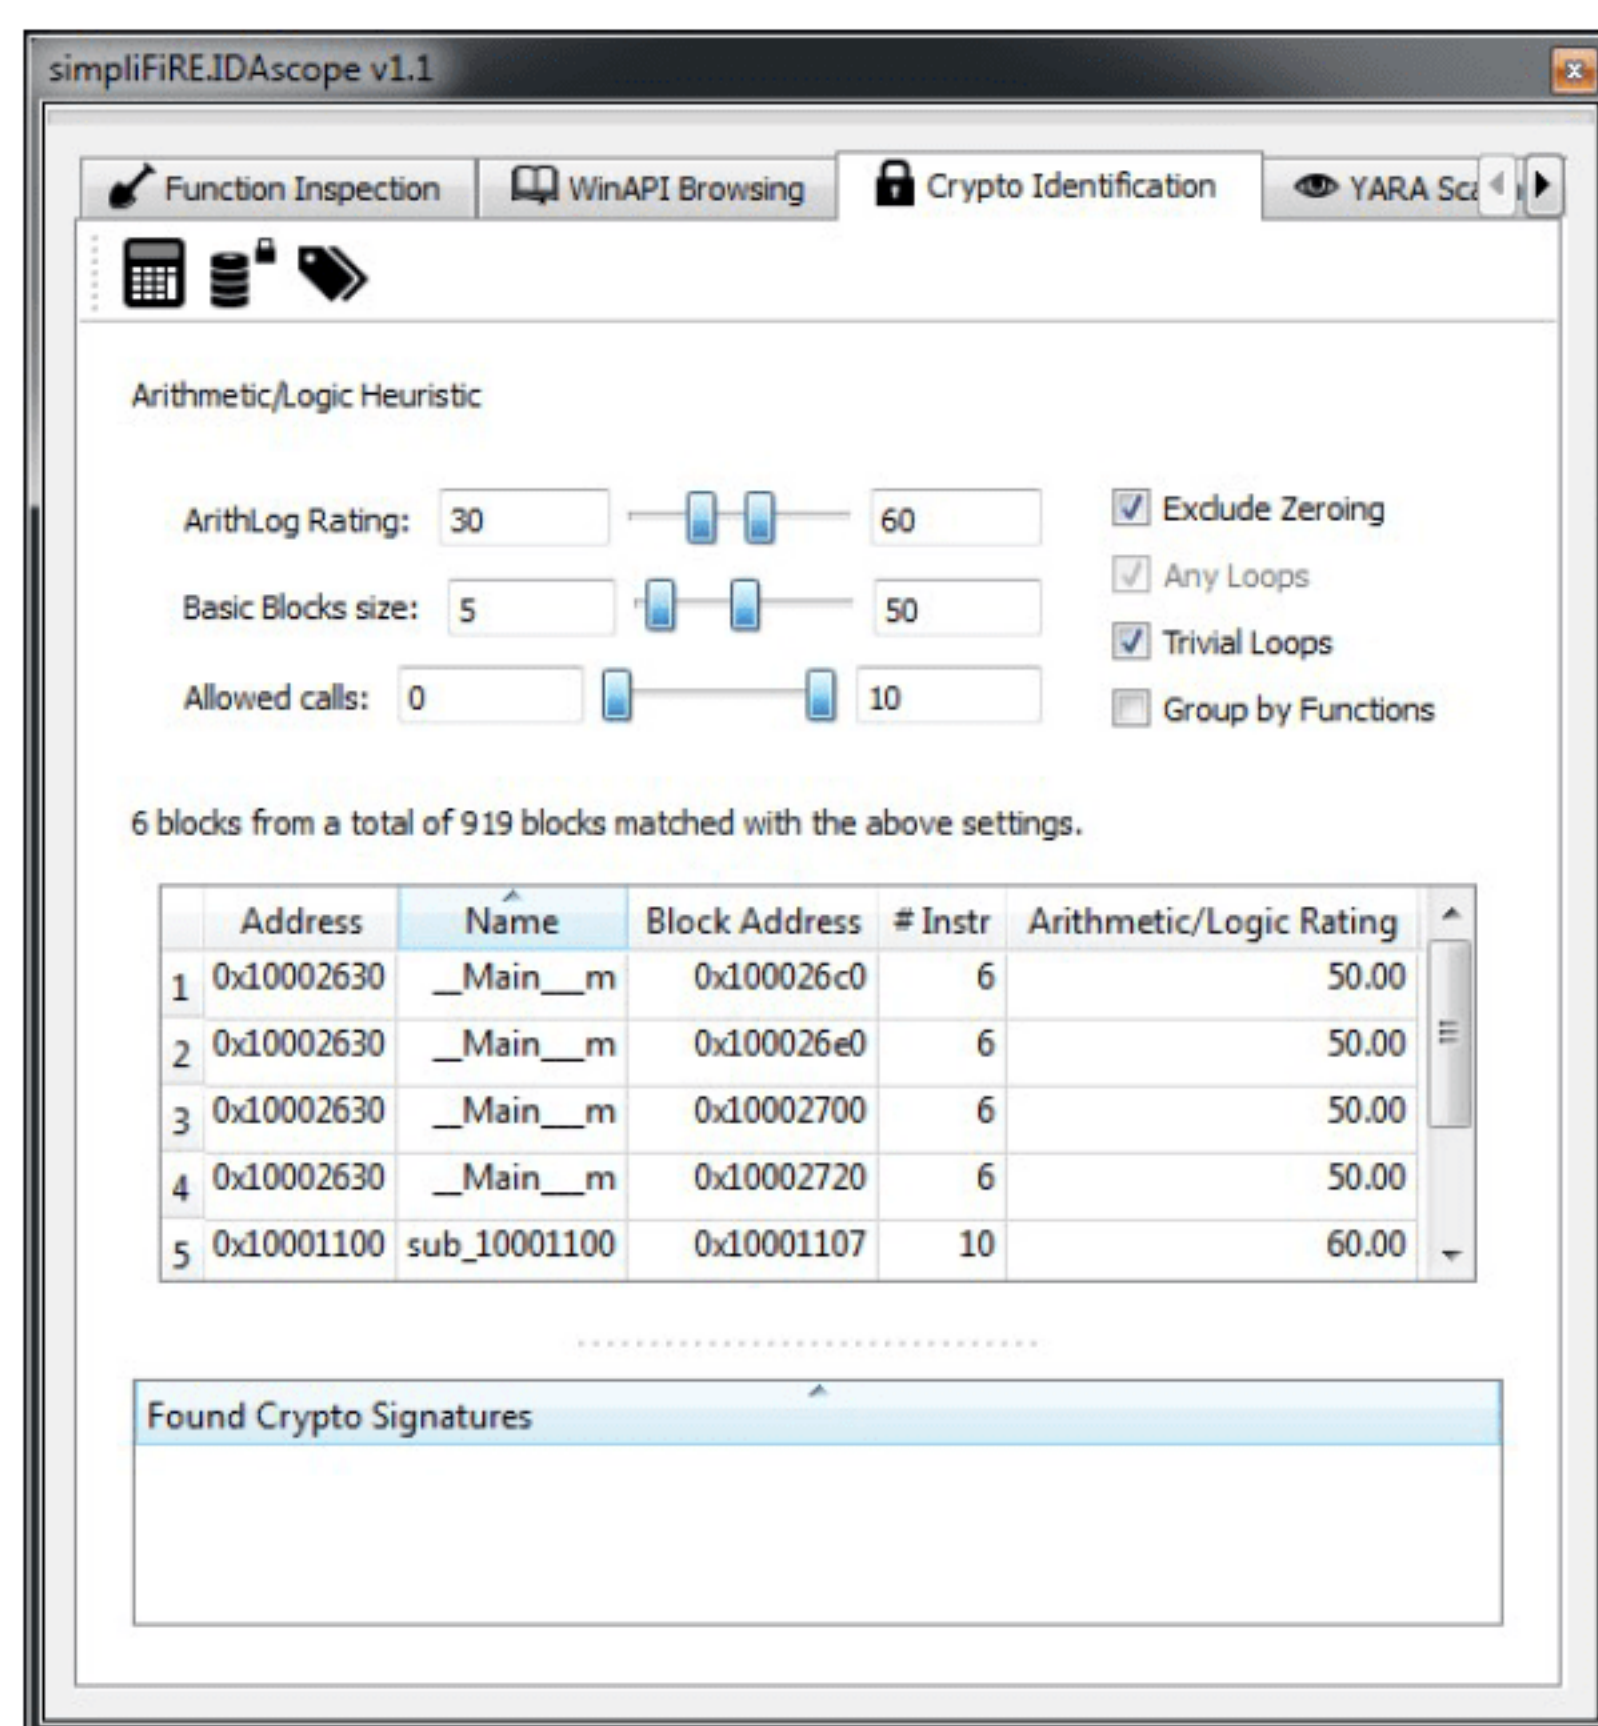 simpliFiRE.IDAscope v1.1
Function Inspection WinAPI Browsing Crypto Identification YARA
Arithmetic/Logic Heuristic
ArithLog Rating: 30 60 Exclude Zeroing
Any Loops
Basic Blocks size: 5 50
Trivial Loops
Allowed calls: 0 10 Group by Functions
6 blocks from a total of 919 blocks matched with the above settings.
Address Name Block Address # Instr Arithmetic/Logic Rating
1 0x10002630 __Main__m 0x100026c0 6 50.00
2 0x10002630 __Main__m 0x100026e0 6 50.00
3 0x10002630 __Main__m 0x10002700 6 50.00
4 0x10002630 __Main__m 0x10002720 6 50.00
5 0x10001100 sub_10001100 0x10001107 10 60.00
Found Crypto Signatures